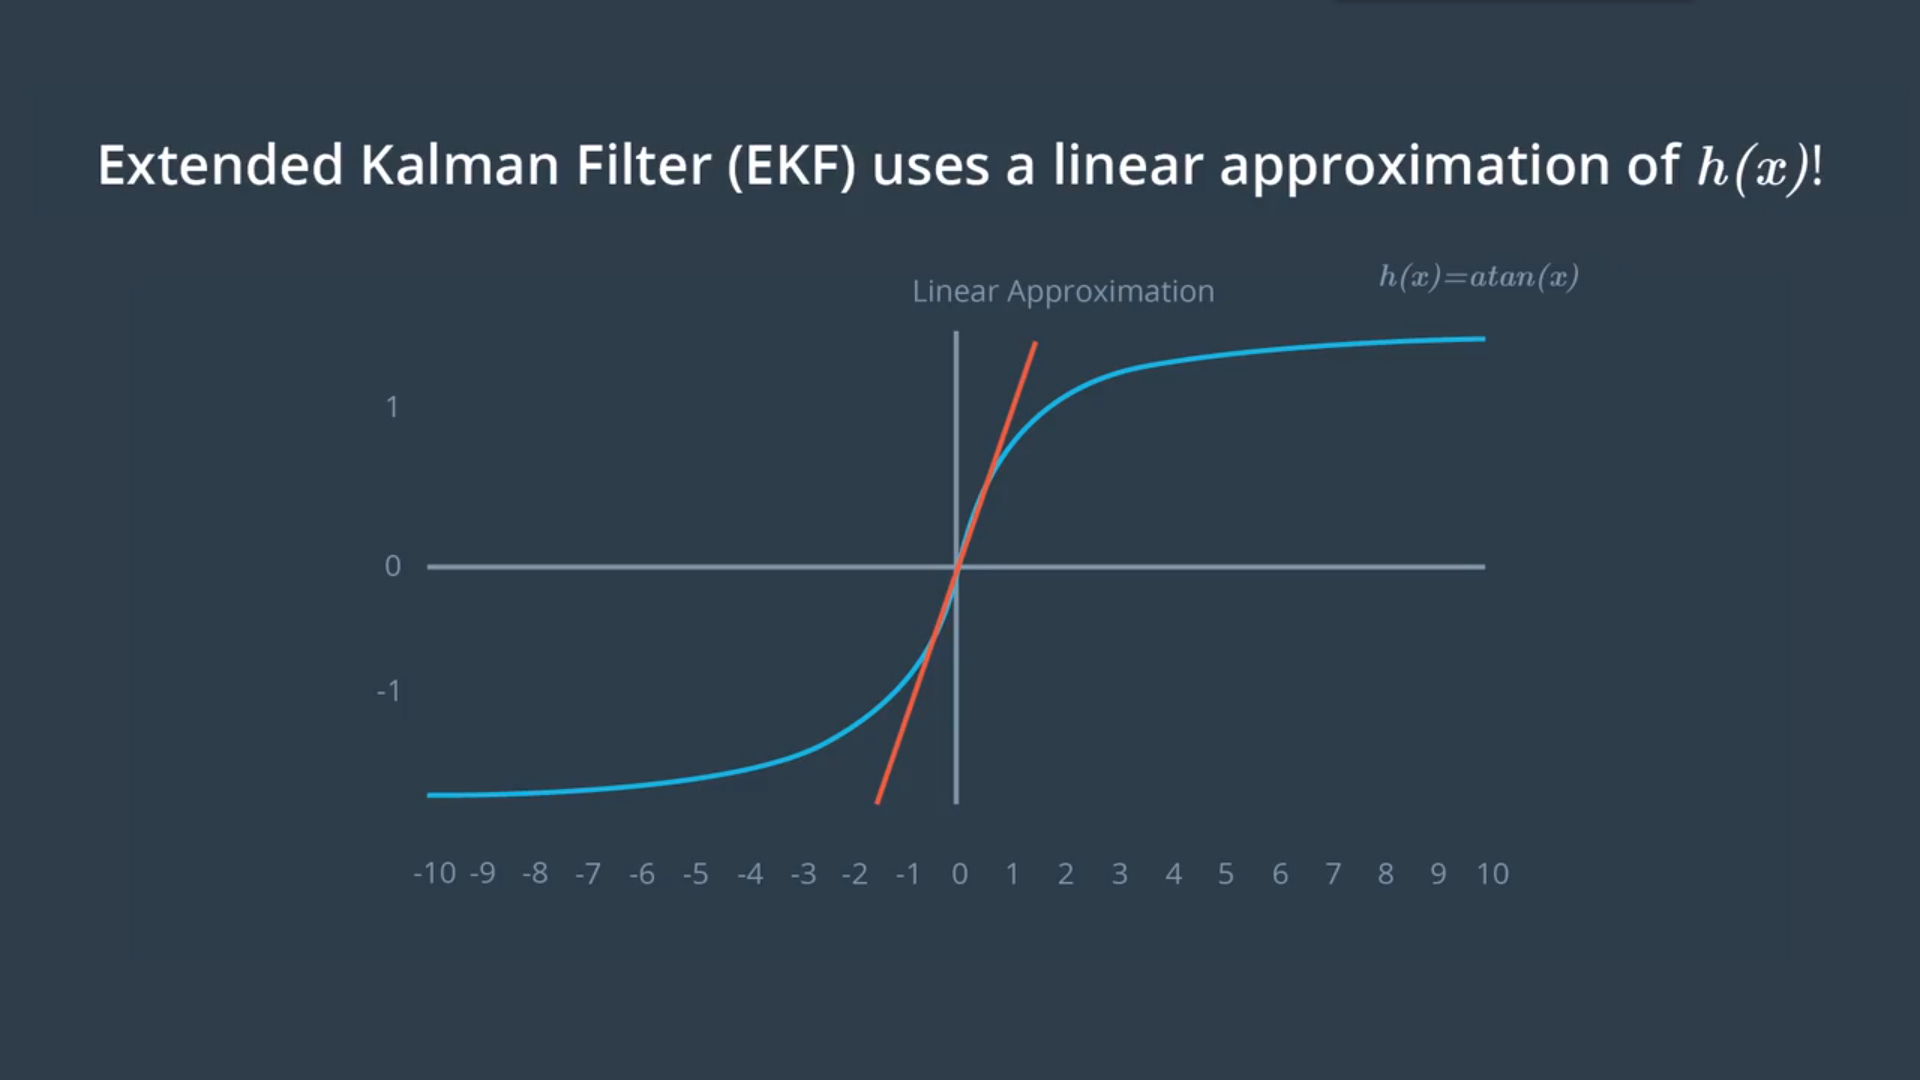 Extended Kalman Filter (EKF) uses a linear approximation of h(x)!
h(x)=atan(x)
Linear Approximation
1
0
-1
-10 -9 -8 -7 -6 -5 -4 -3 -2 -1 0 1 2 3 4 5 6 7 8 9 10